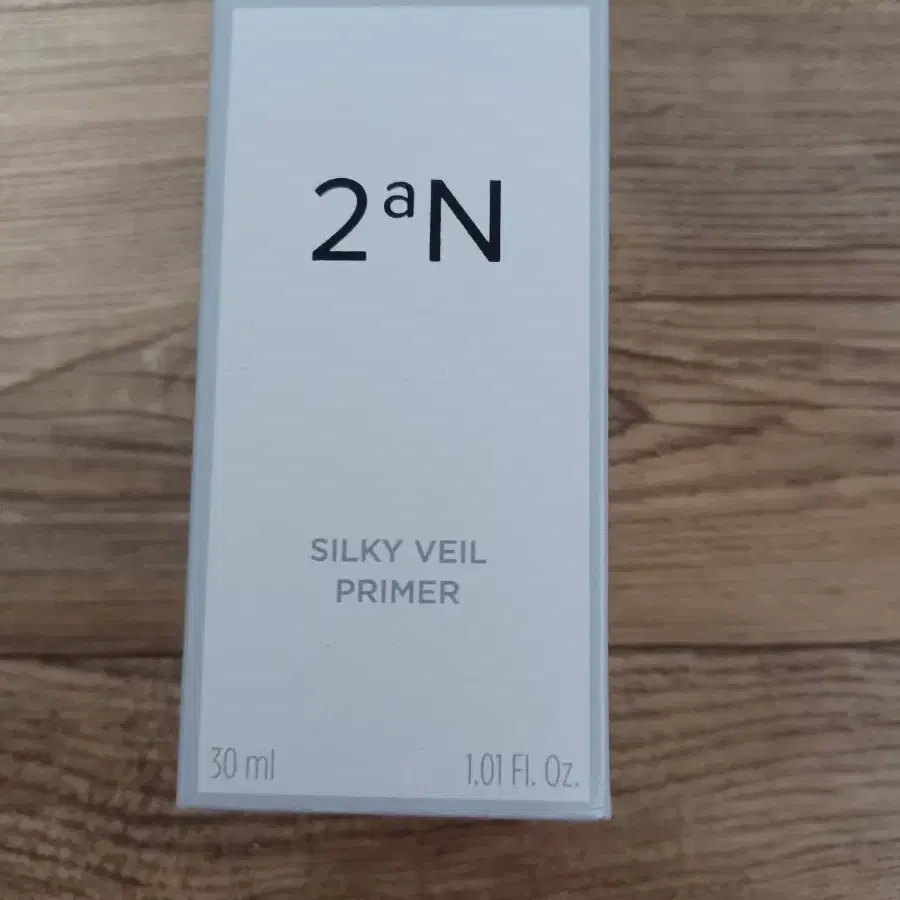 2aN
SILKY VEIL
PRIMER
30 ml 1.01 Fl. Oz.